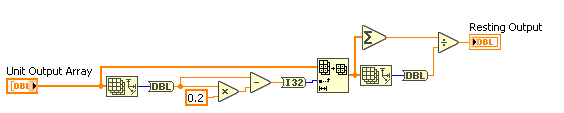 Resting Output
DBL
Unit Output Array
DBL
DBL
0.2
I32
DBL